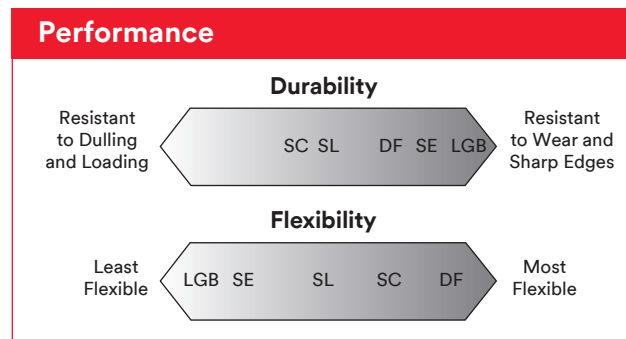 Performance
Durability
Resistant
to Dulling
and Loading
SC SL DF SE LGB
Resistant
to Wear and
Sharp Edges
Flexibility
Least
Flexible
LGB SE SL SC DF
Most
Flexible